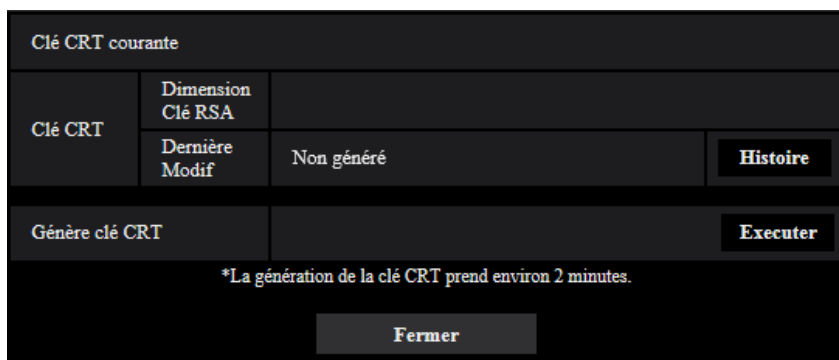 Clé CRT courante
Clé CRT
Dimension
Clé RSA
Dernière
Modif
Non généré
Histoire
Génère clé CRT
Executer
*La génération de la clé CRT prend environ 2 minutes.
Fermer